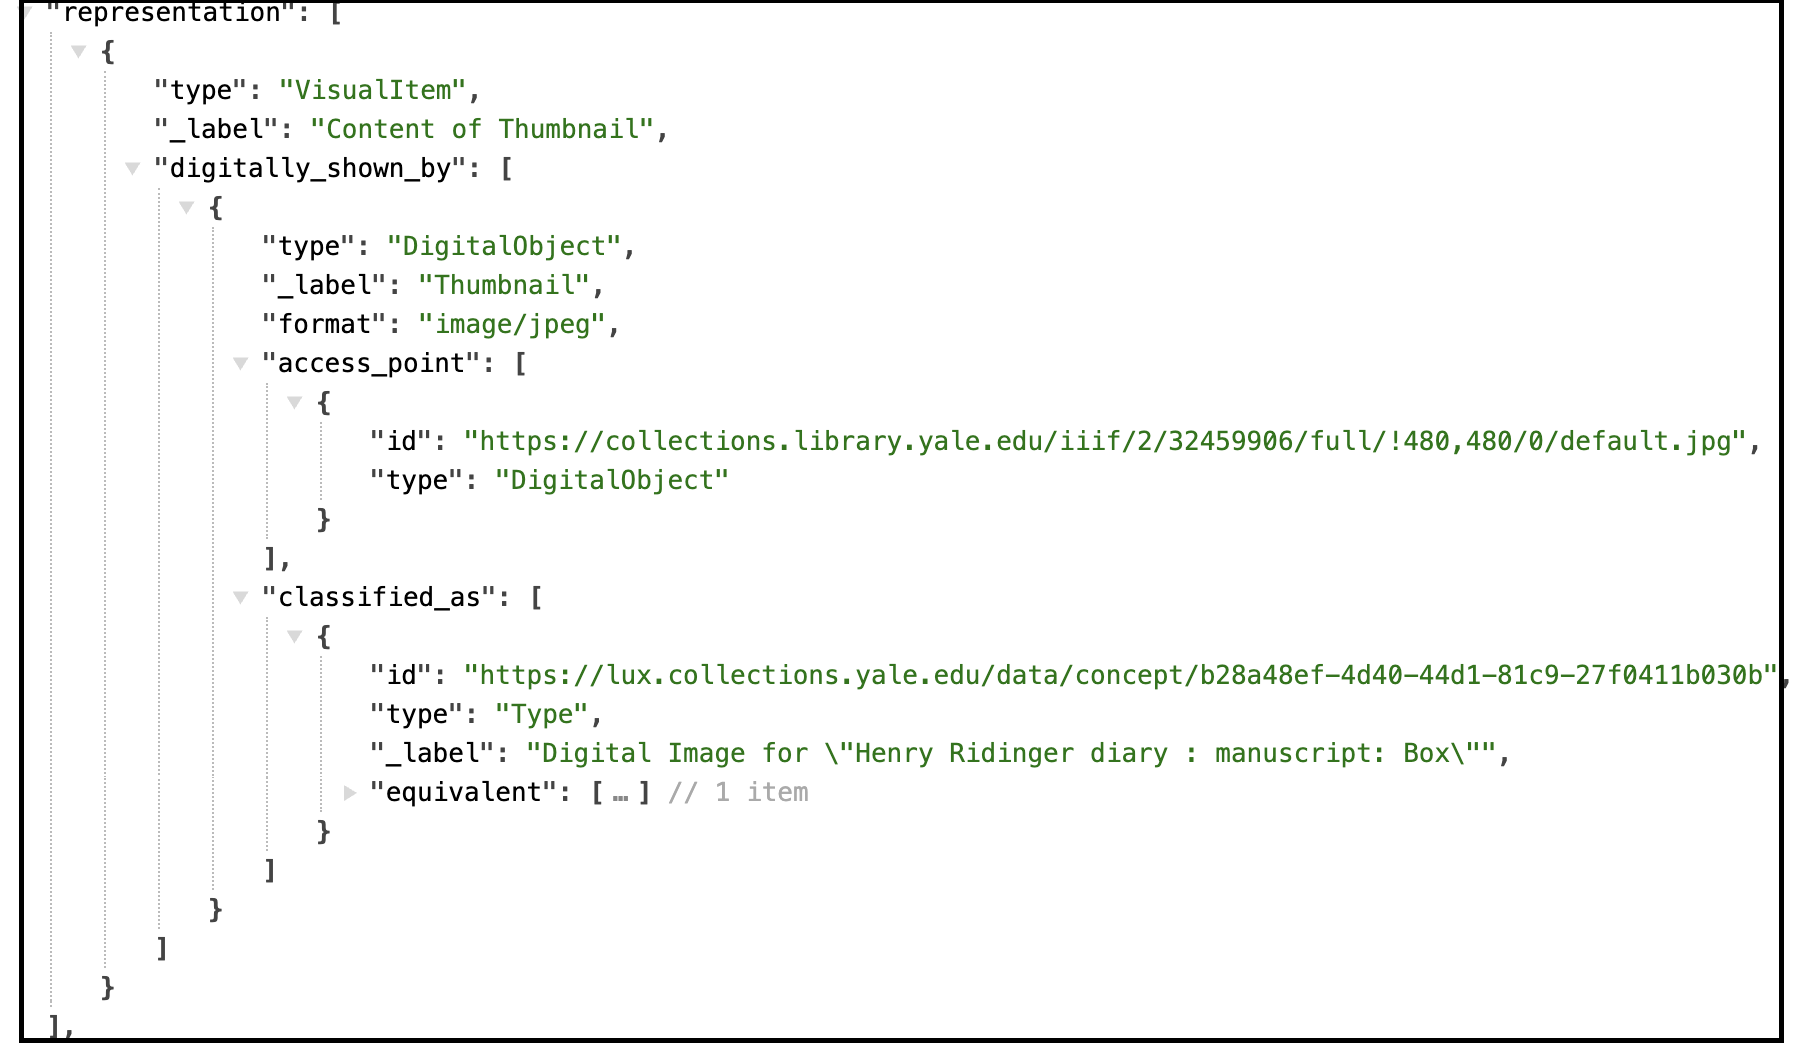 "representation": [
{
"type": "VisualItem",
"_label": "Content of Thumbnail",
"digitally_shown_by": [
{
"type": "DigitalObject",
"_label": "Thumbnail",
"format": "image/jpeg",
"access_point": [
{
"id": "https://collections.library.yale.edu/iiif/2/32459906/full/!480,480/0/default.jpg",
"type": "DigitalObject"
}
],
"classified_as": [
{
"id": "https://lux.collections.yale.edu/data/concept/b28a48ef-4d40-44d1-81c9-27f0411b030b",
"type": "Type",
"_label": "Digital Image for \"Henry Ridinger diary : manuscript: Box\"",
"equivalent": [ … ] // 1 item
}
]
}
]
}
],